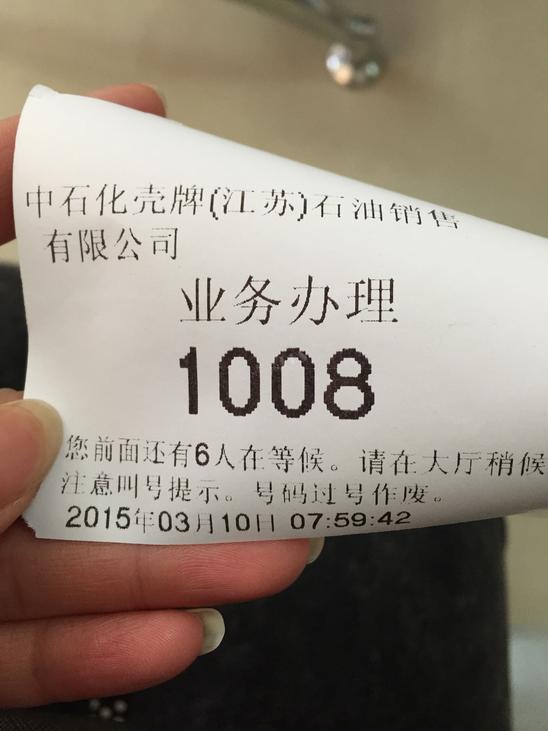 中石化壳牌(江苏)石油销售
有限公司
业务办理
1008
您前面还有6人在等候。请在大厅稍候
注意叫号提示。号码过号作废。
2015年03月10日 07:59:42